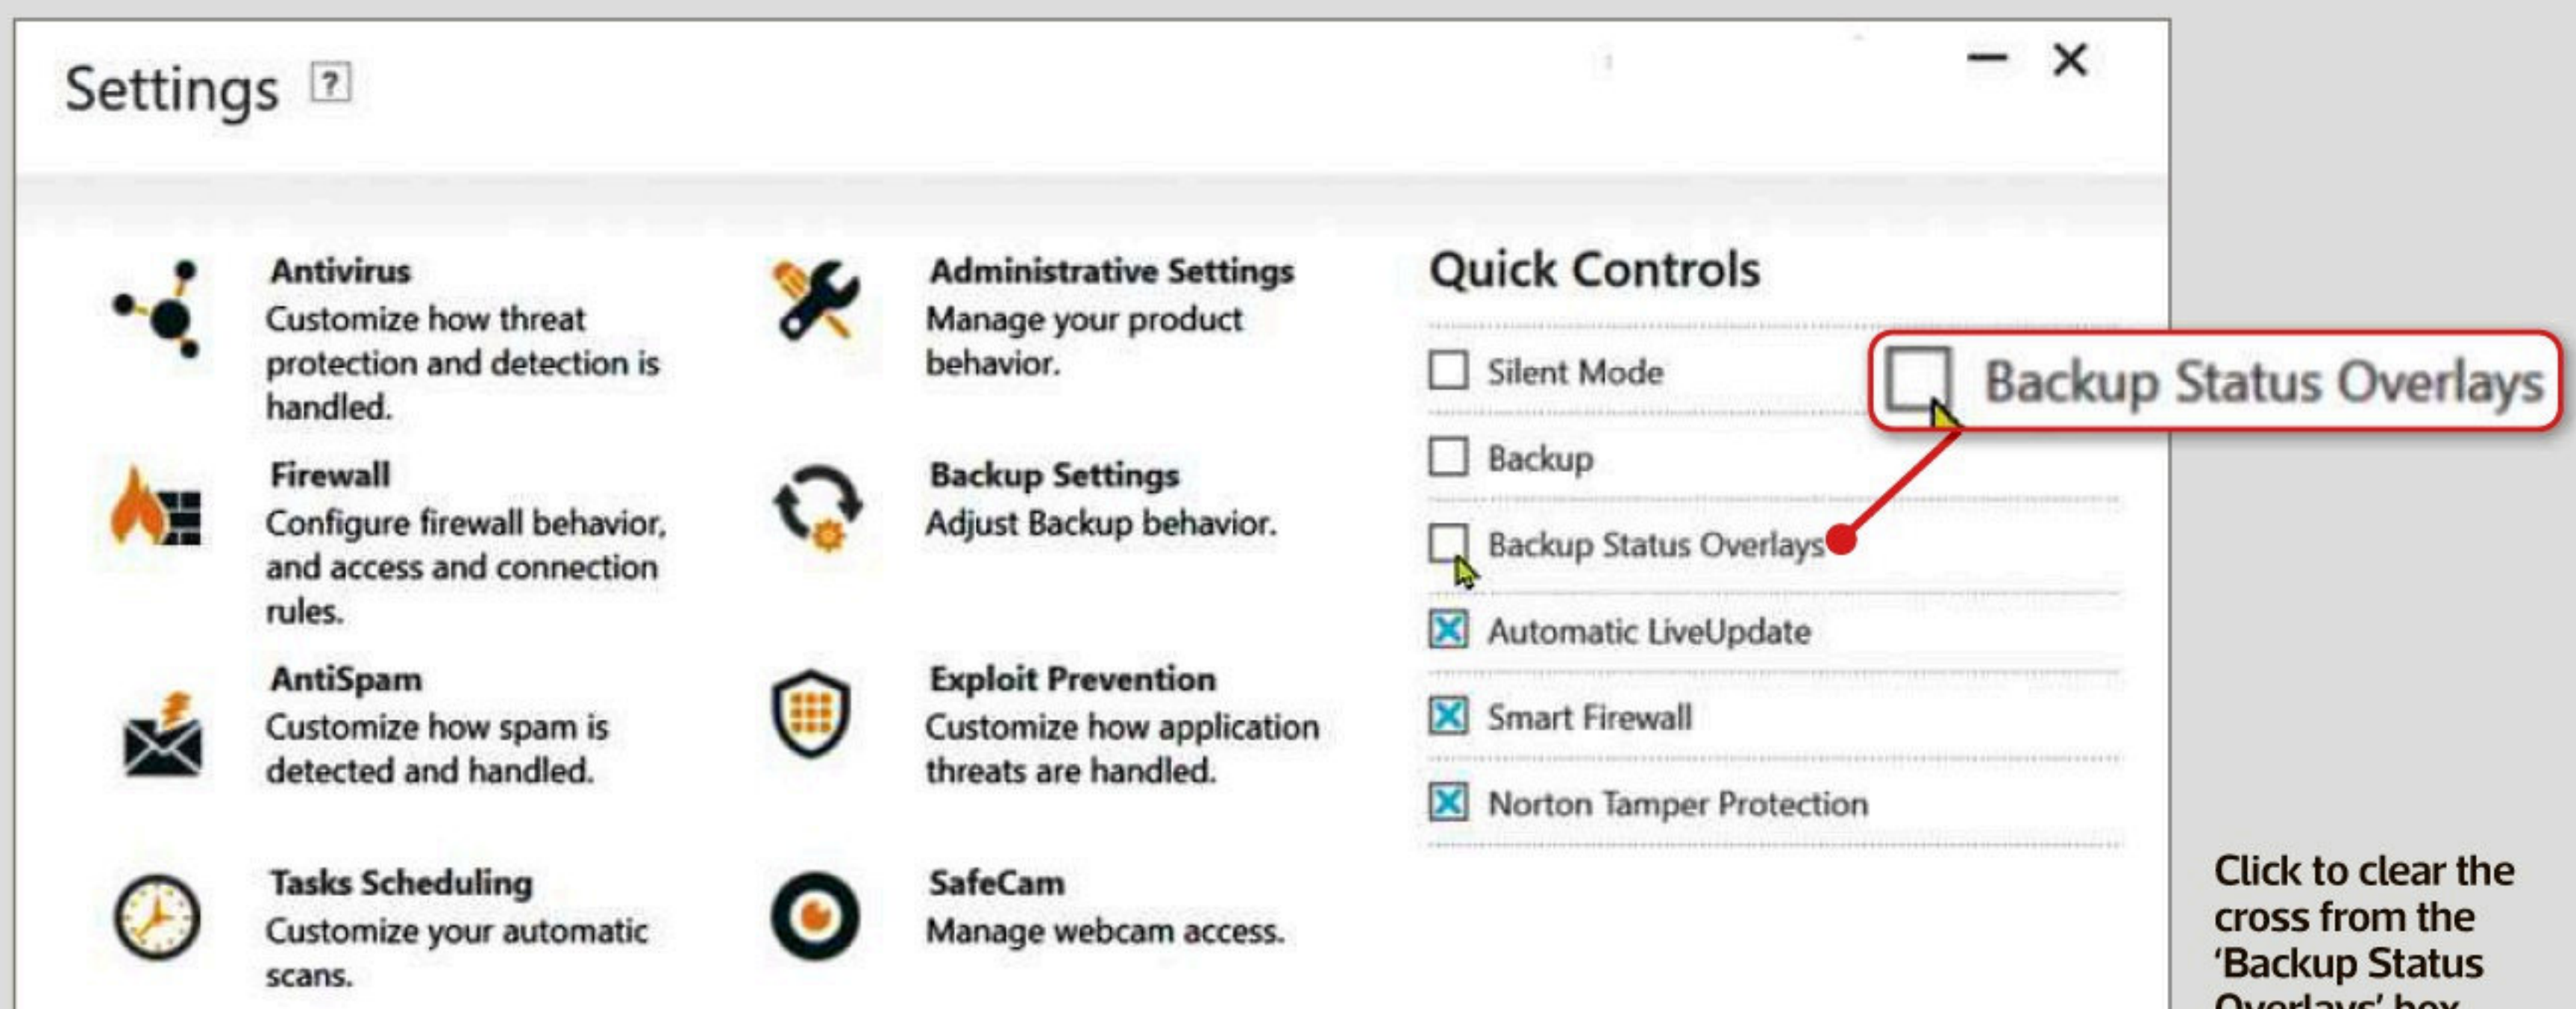 Settings ?
Antivirus
Customize how threat
protection and detection is
handled.
Firewall
Configure firewall behavior,
and access and connection
rules.
AntiSpam
Customize how spam is
detected and handled.
Tasks Scheduling
Customize your automatic
scans.
Administrative Settings
Manage your product
behavior.
Backup Settings
Adjust Backup behavior.
Exploit Prevention
Customize how application
threats are handled.
SafeCam
Manage webcam access.
Quick Controls
Silent Mode
Backup
Backup Status Overlays
Automatic LiveUpdate
Smart Firewall
Norton Tamper Protection
Backup Status Overlays
Click to clear the
cross from the
‘Backup Status
Overlays’ box